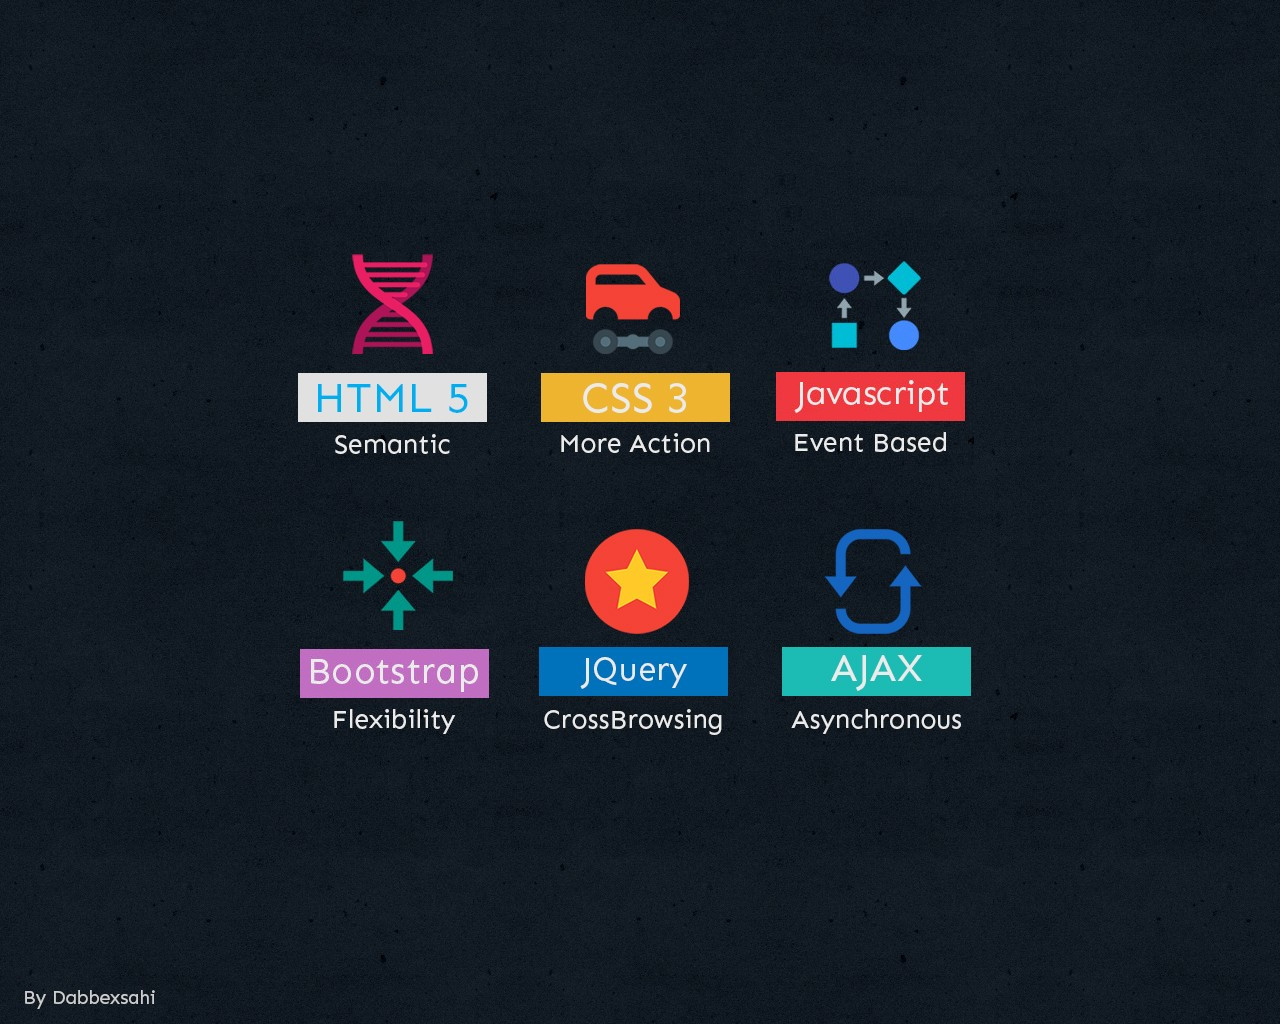 HTML 5
CSS 3
Javascript
Semantic
More Action
Event Based
Bootstrap
JQuery
AJAX
Flexibility
CrossBrowsing
Asynchronous
By Dabbexsahi